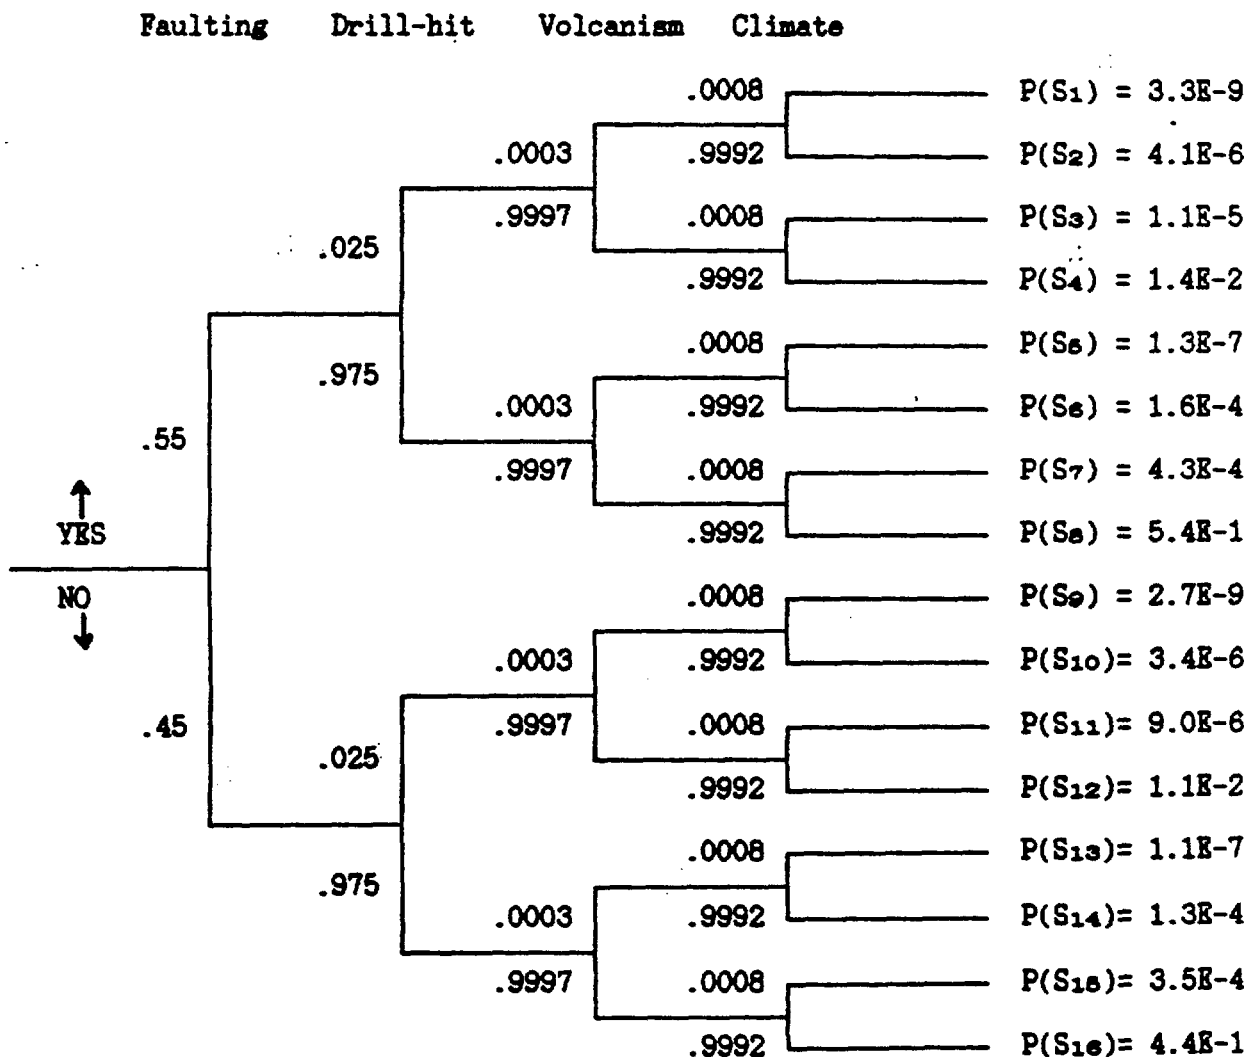 Faulting Drill-hit Volcanism Climate
.0008 P(S1) = 3.3E-9
.0003 .9992 P(S2) = 4.1E-6
.9997 .0008 P(S3) = 1.1E-5
.025
.9992 P(S4) = 1.4E-2
.0008 P(S5) = 1.3E-7
.975
.0003 .9992 P(S6) = 1.6E-4
.55
.9997 .0008 P(S7) = 4.3E-4
YES .9992 P(S8) = 5.4E-1
NO .0008 P(S9) = 2.7E-9
.0003 .9992 P(S10)= 3.4E-6
.45 .9997 .0008 P(S11)= 9.0E-6
.025
.9992 P(S12)= 1.1E-2
.0008 P(S13)= 1.1E-7
.975
.0003 .9992 P(S14)= 1.3E-4
.9997 .0008 P(S15)= 3.5E-4
.9992 P(S16)= 4.4E-1